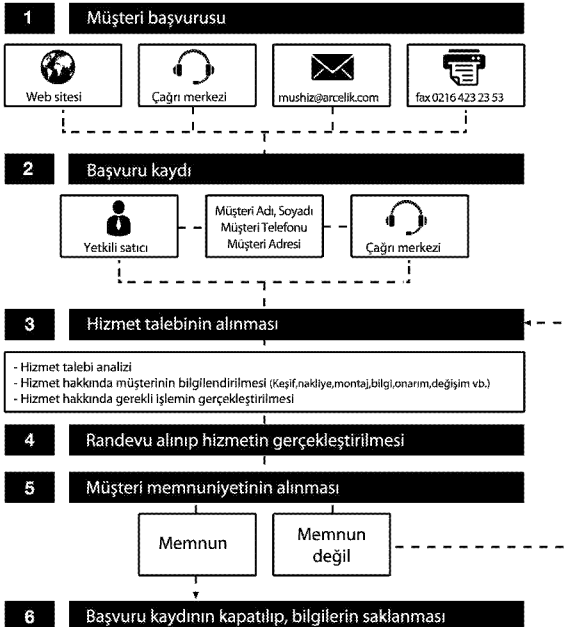 1 Müşteri başvurusu
Web sitesi
Çağrı merkezi
mushiz@arcelik.com
fax 0216 423 23 53
2 Başvuru kaydı
Yetkili satıcı
Müşteri Adı, Soyadı
Müşteri Telefonu
Müşteri Adresi
Çağrı merkezi
3 Hizmet talebinin alınması
- Hizmet talebi analizi
- Hizmet hakkında müşterinin bilgilendirilmesi (Keşif,nakliye,montaj,bilgi,onarım,değişim vb.)
- Hizmet hakkında gerekli işlemin gerçekleştirilmesi
4 Randevu alınıp hizmetin gerçekleştirilmesi
5 Müşteri memnuniyetinin alınması
Memnun
Memnun
değil
6 Başvuru kaydının kapatılıp, bilgilerin saklanması